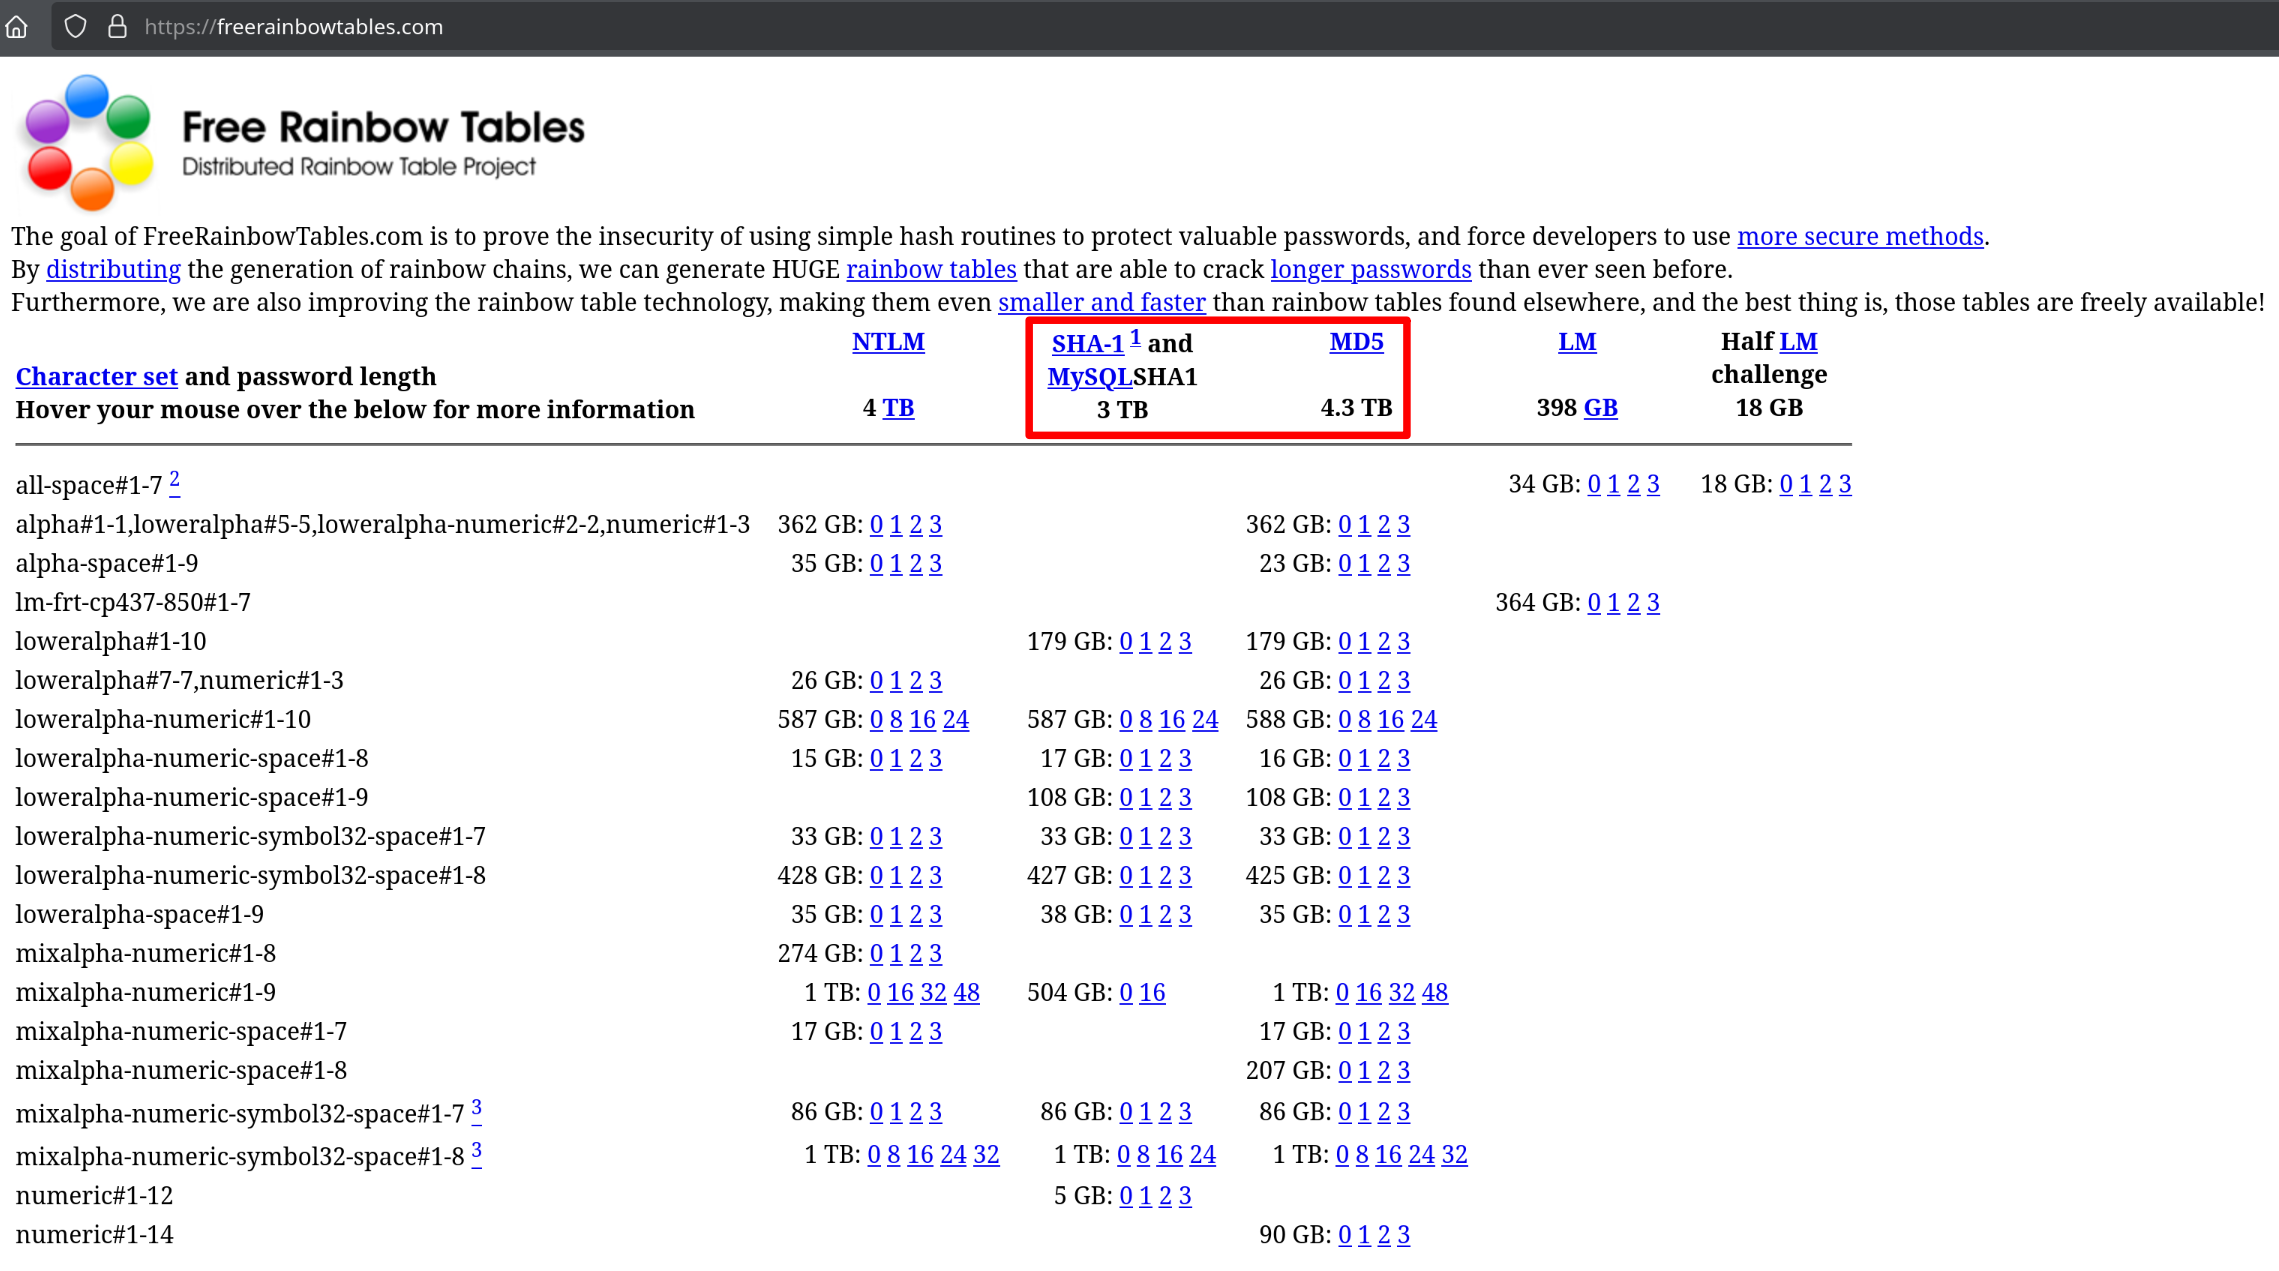 https://freerainbowtables.com
Free Rainbow Tables
Distributed Rainbow Table Project
The goal of FreeRainbowTables.com is to prove the insecurity of using simple hash routines to protect valuable passwords, and force developers to use more secure methods.
By distributing the generation of rainbow chains, we can generate HUGE rainbow tables that are able to crack longer passwords than ever seen before.
Furthermore, we are also improving the rainbow table technology, making them even smaller and faster than rainbow tables found elsewhere, and the best thing is, those tables are freely available!
NTLM SHA-1 1 and MD5 LM Half LM
Character set and password length MySQLSHA1 challenge
Hover your mouse over the below for more information 4 TB 3 TB 4.3 TB 398 GB 18 GB
all-space#1-7 2 34 GB: 0 1 2 3 18 GB: 0 1 2 3
alpha#1-1,loweralpha#5-5,loweralpha-numeric#2-2,numeric#1-3 362 GB: 0 1 2 3 362 GB: 0 1 2 3
alpha-space#1-9 35 GB: 0 1 2 3 23 GB: 0 1 2 3
lm-frt-cp437-850#1-7 364 GB: 0 1 2 3
loweralpha#1-10 179 GB: 0 1 2 3 179 GB: 0 1 2 3
loweralpha#7-7,numeric#1-3 26 GB: 0 1 2 3 26 GB: 0 1 2 3
loweralpha-numeric#1-10 587 GB: 0 8 16 24 587 GB: 0 8 16 24 588 GB: 0 8 16 24
loweralpha-numeric-space#1-8 15 GB: 0 1 2 3 17 GB: 0 1 2 3 16 GB: 0 1 2 3
loweralpha-numeric-space#1-9 108 GB: 0 1 2 3 108 GB: 0 1 2 3
loweralpha-numeric-symbol32-space#1-7 33 GB: 0 1 2 3 33 GB: 0 1 2 3 33 GB: 0 1 2 3
loweralpha-numeric-symbol32-space#1-8 428 GB: 0 1 2 3 427 GB: 0 1 2 3 425 GB: 0 1 2 3
loweralpha-space#1-9 35 GB: 0 1 2 3 38 GB: 0 1 2 3 35 GB: 0 1 2 3
mixalpha-numeric#1-8 274 GB: 0 1 2 3
mixalpha-numeric#1-9 1 TB: 0 16 32 48 504 GB: 0 16 1 TB: 0 16 32 48
mixalpha-numeric-space#1-7 17 GB: 0 1 2 3 17 GB: 0 1 2 3
mixalpha-numeric-space#1-8 207 GB: 0 1 2 3
mixalpha-numeric-symbol32-space#1-7 3 86 GB: 0 1 2 3 86 GB: 0 1 2 3 86 GB: 0 1 2 3
mixalpha-numeric-symbol32-space#1-8 3 1 TB: 0 8 16 24 32 1 TB: 0 8 16 24 1 TB: 0 8 16 24 32
numeric#1-12 5 GB: 0 1 2 3
numeric#1-14 90 GB: 0 1 2 3